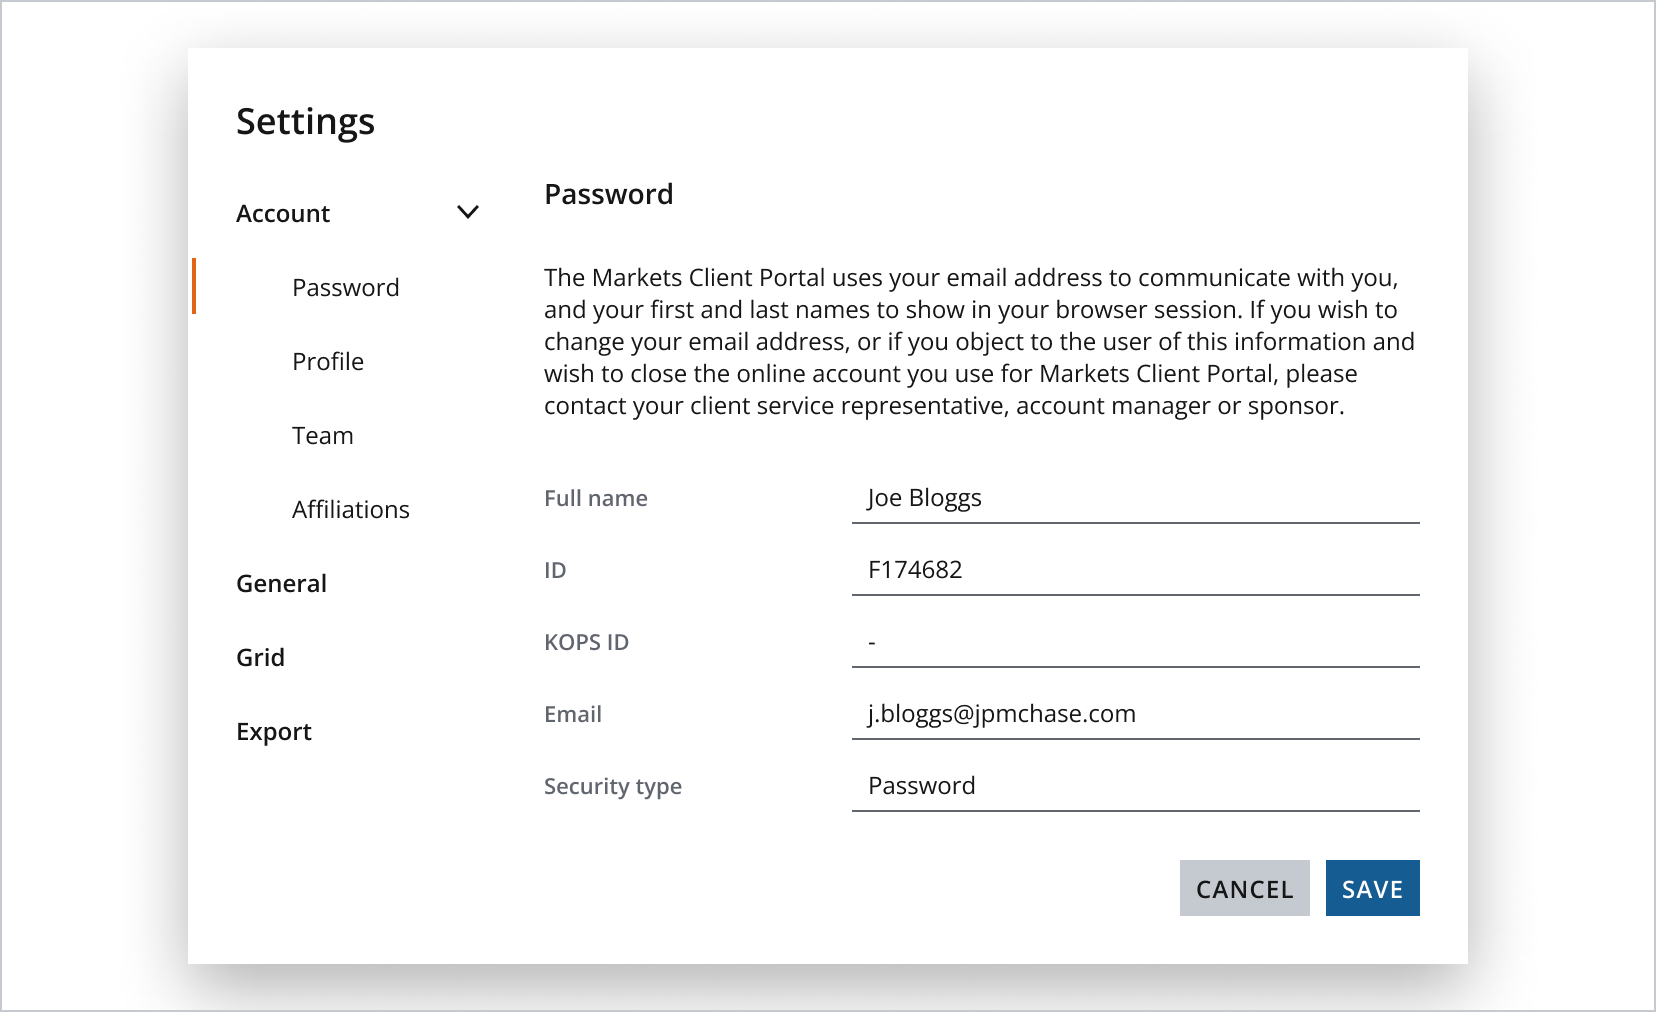 Settings
Account
Password
Profile
Team
Affiliations
General
Grid
Export
Password
The Markets Client Portal uses your email address to communicate with you,
and your first and last names to show in your browser session. If you wish to
change your email address, or if you object to the user of this information and
wish to close the online account you use for Markets Client Portal, please
contact your client service representative, account manager or sponsor.
Full name Joe Bloggs
ID F174682
KOPS ID -
Email j.bloggs@jpmchase.com
Security type Password
CANCEL SAVE